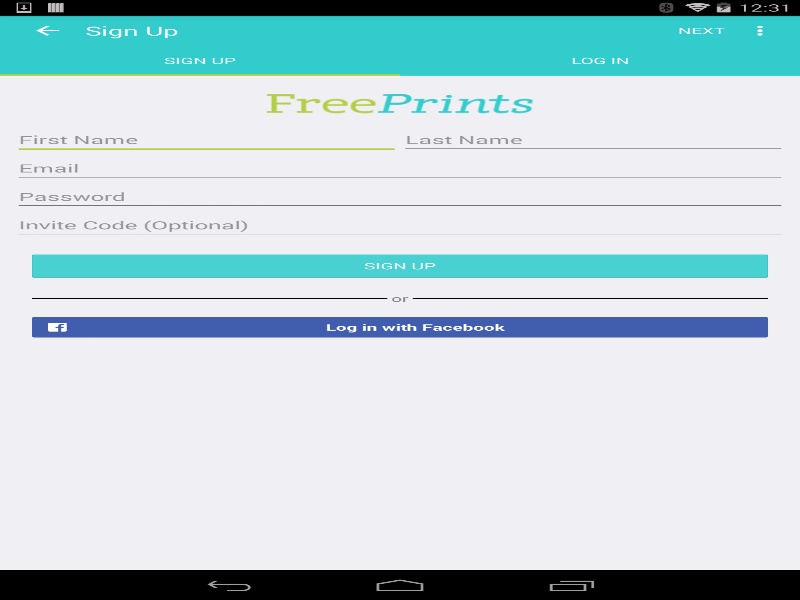 12:31
Sign Up NEXT
SIGN UP LOG IN
FreePrints
First Name Last Name
Email
Password
Invite Code (Optional)
SIGN UP
or
Log in with Facebook